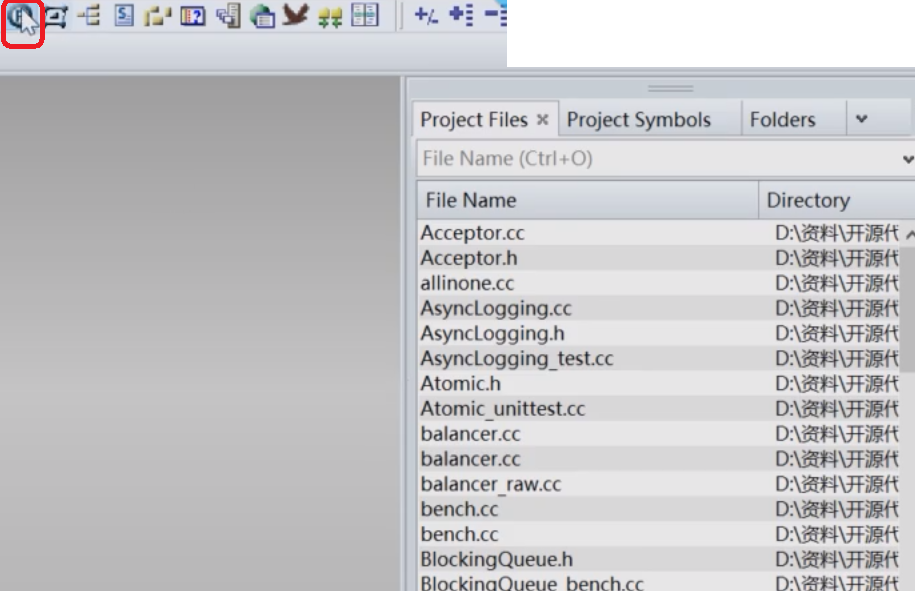 Project Files Project Symbols Folders
File Name (Ctrl+O)
File Name Directory
Acceptor.cc D:\资料\开源代
Acceptor.h D:\资料\开源代
allinone.cc D:\资料\开源代
AsyncLogging.cc D:\资料\开源代
AsyncLogging.h D:\资料\开源代
AsyncLogging_test.cc D:\资料\开源代
Atomic.h D:\资料\开源代
Atomic_unittest.cc D:\资料\开源代
balancer.cc D:\资料\开源代
balancer.cc D:\资料\开源代
balancer_raw.cc D:\资料\开源代
bench.cc D:\资料\开源代
bench.cc D:\资料\开源代
BlockingQueue.h D:\资料\开源代
BlockingQueue_bench.cc D:\资料\开源代